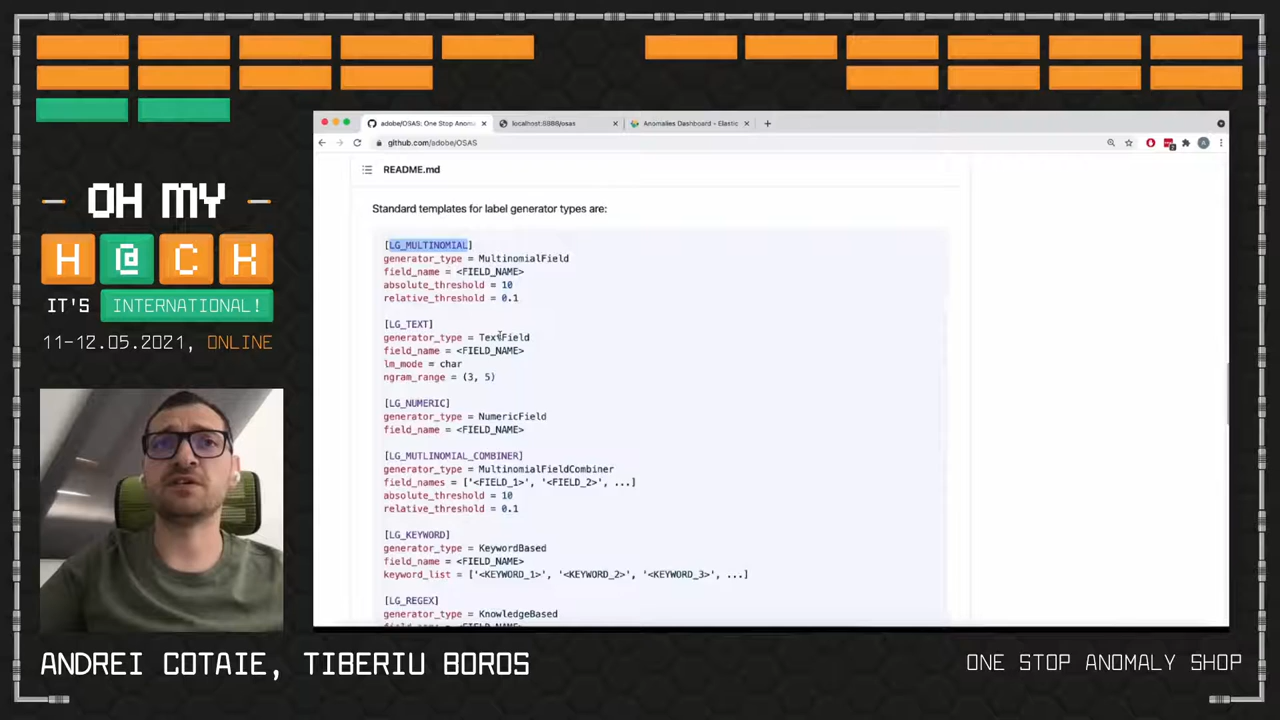 - OH MY -
H@CK
IT'S INTERNATIONAL!
11-12.05.2021, ONLINE
adobe/OSAS: One Stop Anoma
localhost:8888/osas
Anomalies Dashboard - Elastic
github.com/adobe/OSAS
README.md
Standard templates for label generator types are:
[LG_MULTINOMIAL]
generator_type = MultinomialField
field_name = <FIELD_NAME>
absolute_threshold = 10
relative_threshold = 0.1
[LG_TEXT]
generator_type = TextField
field_name = <FIELD_NAME>
lm_mode = char
ngram_range = (3, 5)
[LG_NUMERIC]
generator_type = NumericField
field_name = <FIELD_NAME>
[LG_MUTLINOMIAL_COMBINER]
generator_type = MultinomialFieldCombiner
field_names = ['<FIELD_1>', '<FIELD_2>', ...]
absolute_threshold = 10
relative_threshold = 0.1
[LG_KEYWORD]
generator_type = KeywordBased
field_name = <FIELD_NAME>
keyword_list = ['<KEYWORD_1>', '<KEYWORD_2>', '<KEYWORD_3>', ...]
[LG_REGEX]
generator_type = KnowledgeBased
ANDREI COTAIE, TIBERIU BOROS
ONE STOP ANOMALY SHOP